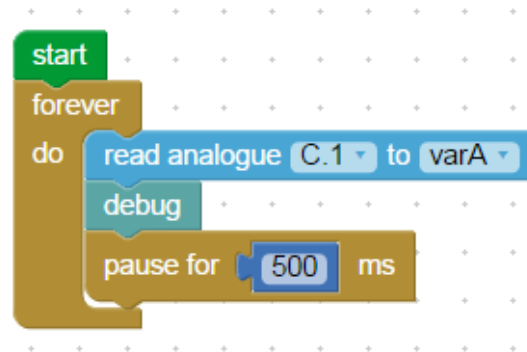 start
forever
do read analogue C.1 to varA
debug
pause for 500 ms